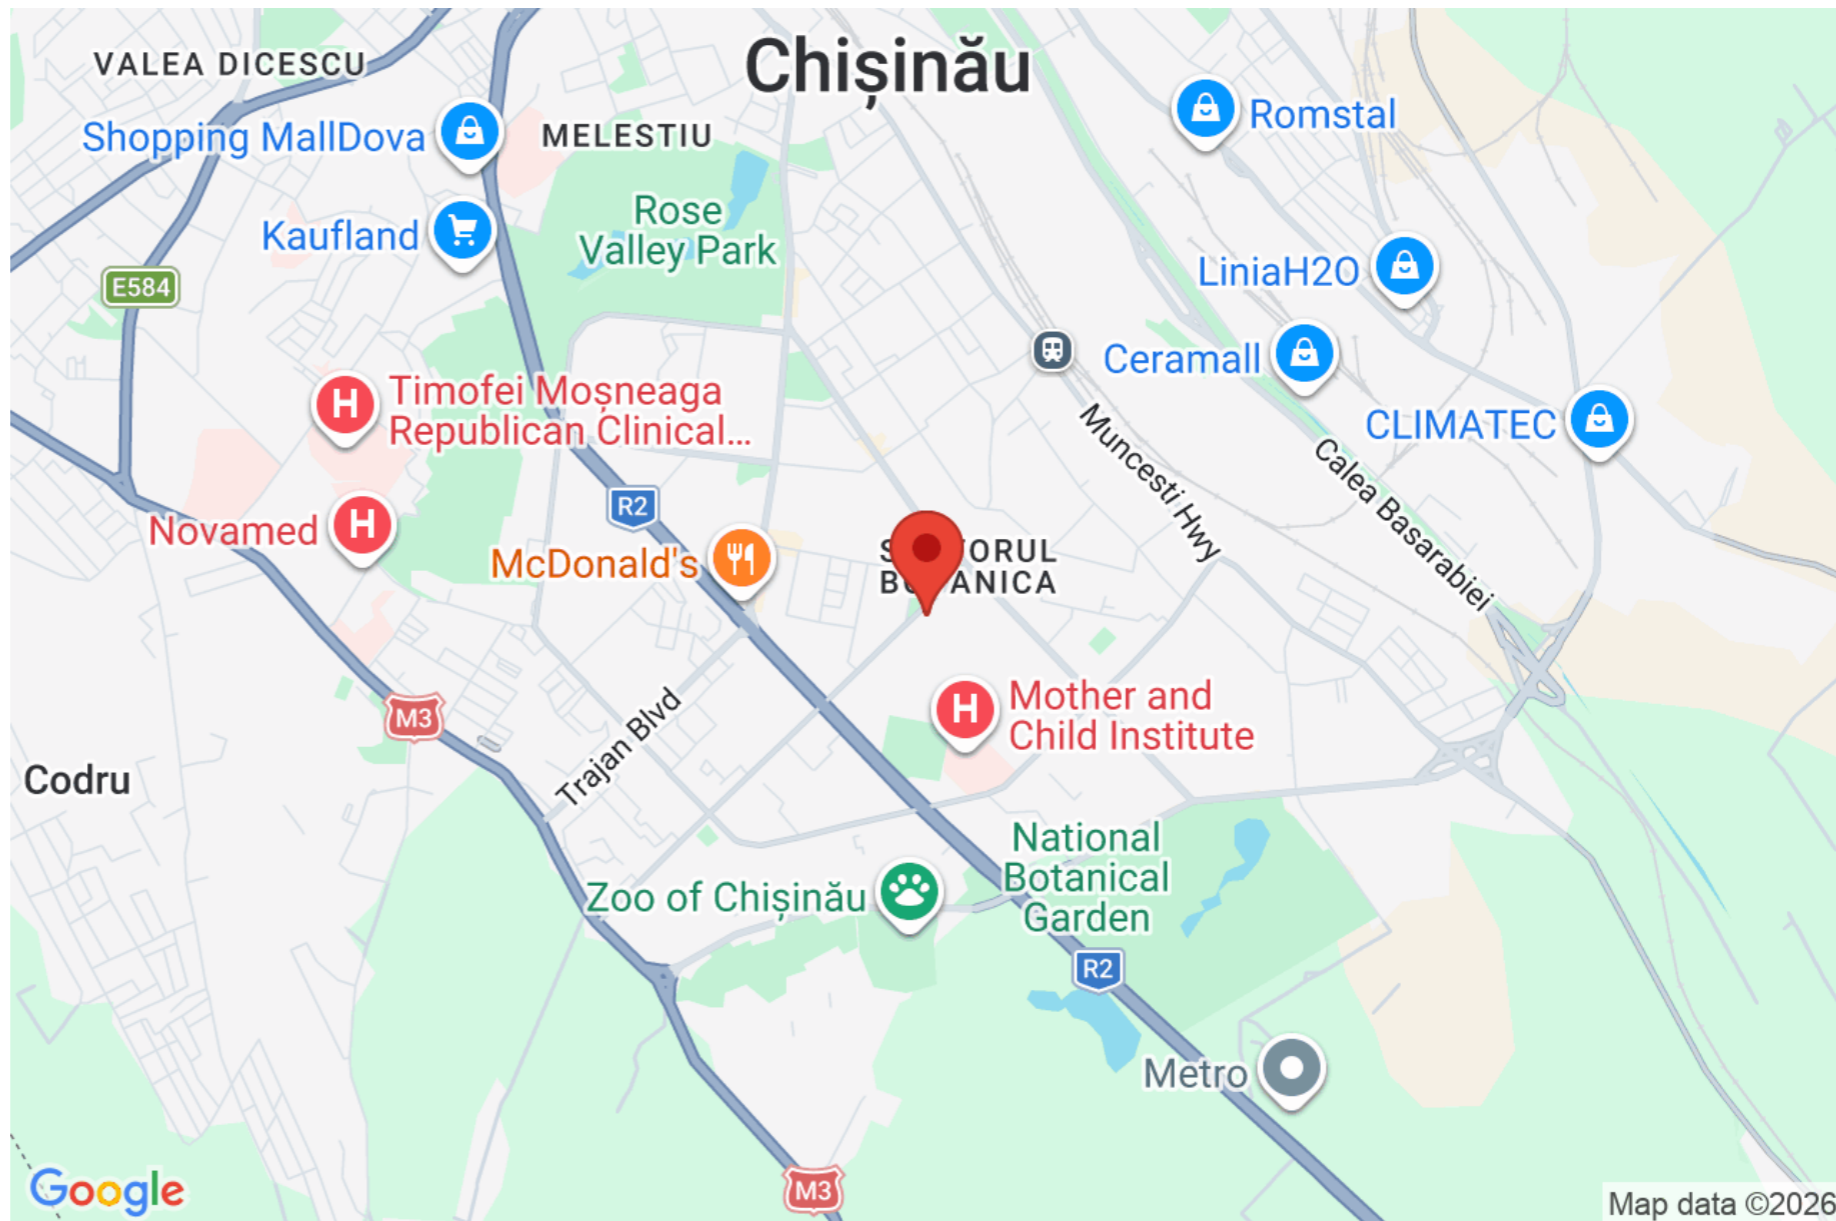 Chișinău
VALEA DICESCU
Shopping MallDova
MELESTIU
Romstal
Rose
Valley Park
Kaufland
LiniaH2O
E584
Ceramall
Timofei Moșneaga
Republican Clinical...
CLIMATEC
Muncesti Hwy
Calea Basarabiei
R2
Novamed
McDonald's
ORUL
ANICA
Mother and
Child Institute
M3
Trajan Blvd
Codru
National
Botanical
Garden
Zoo of Chișinău
R2
Metro
M3
Google
Map data ©2026